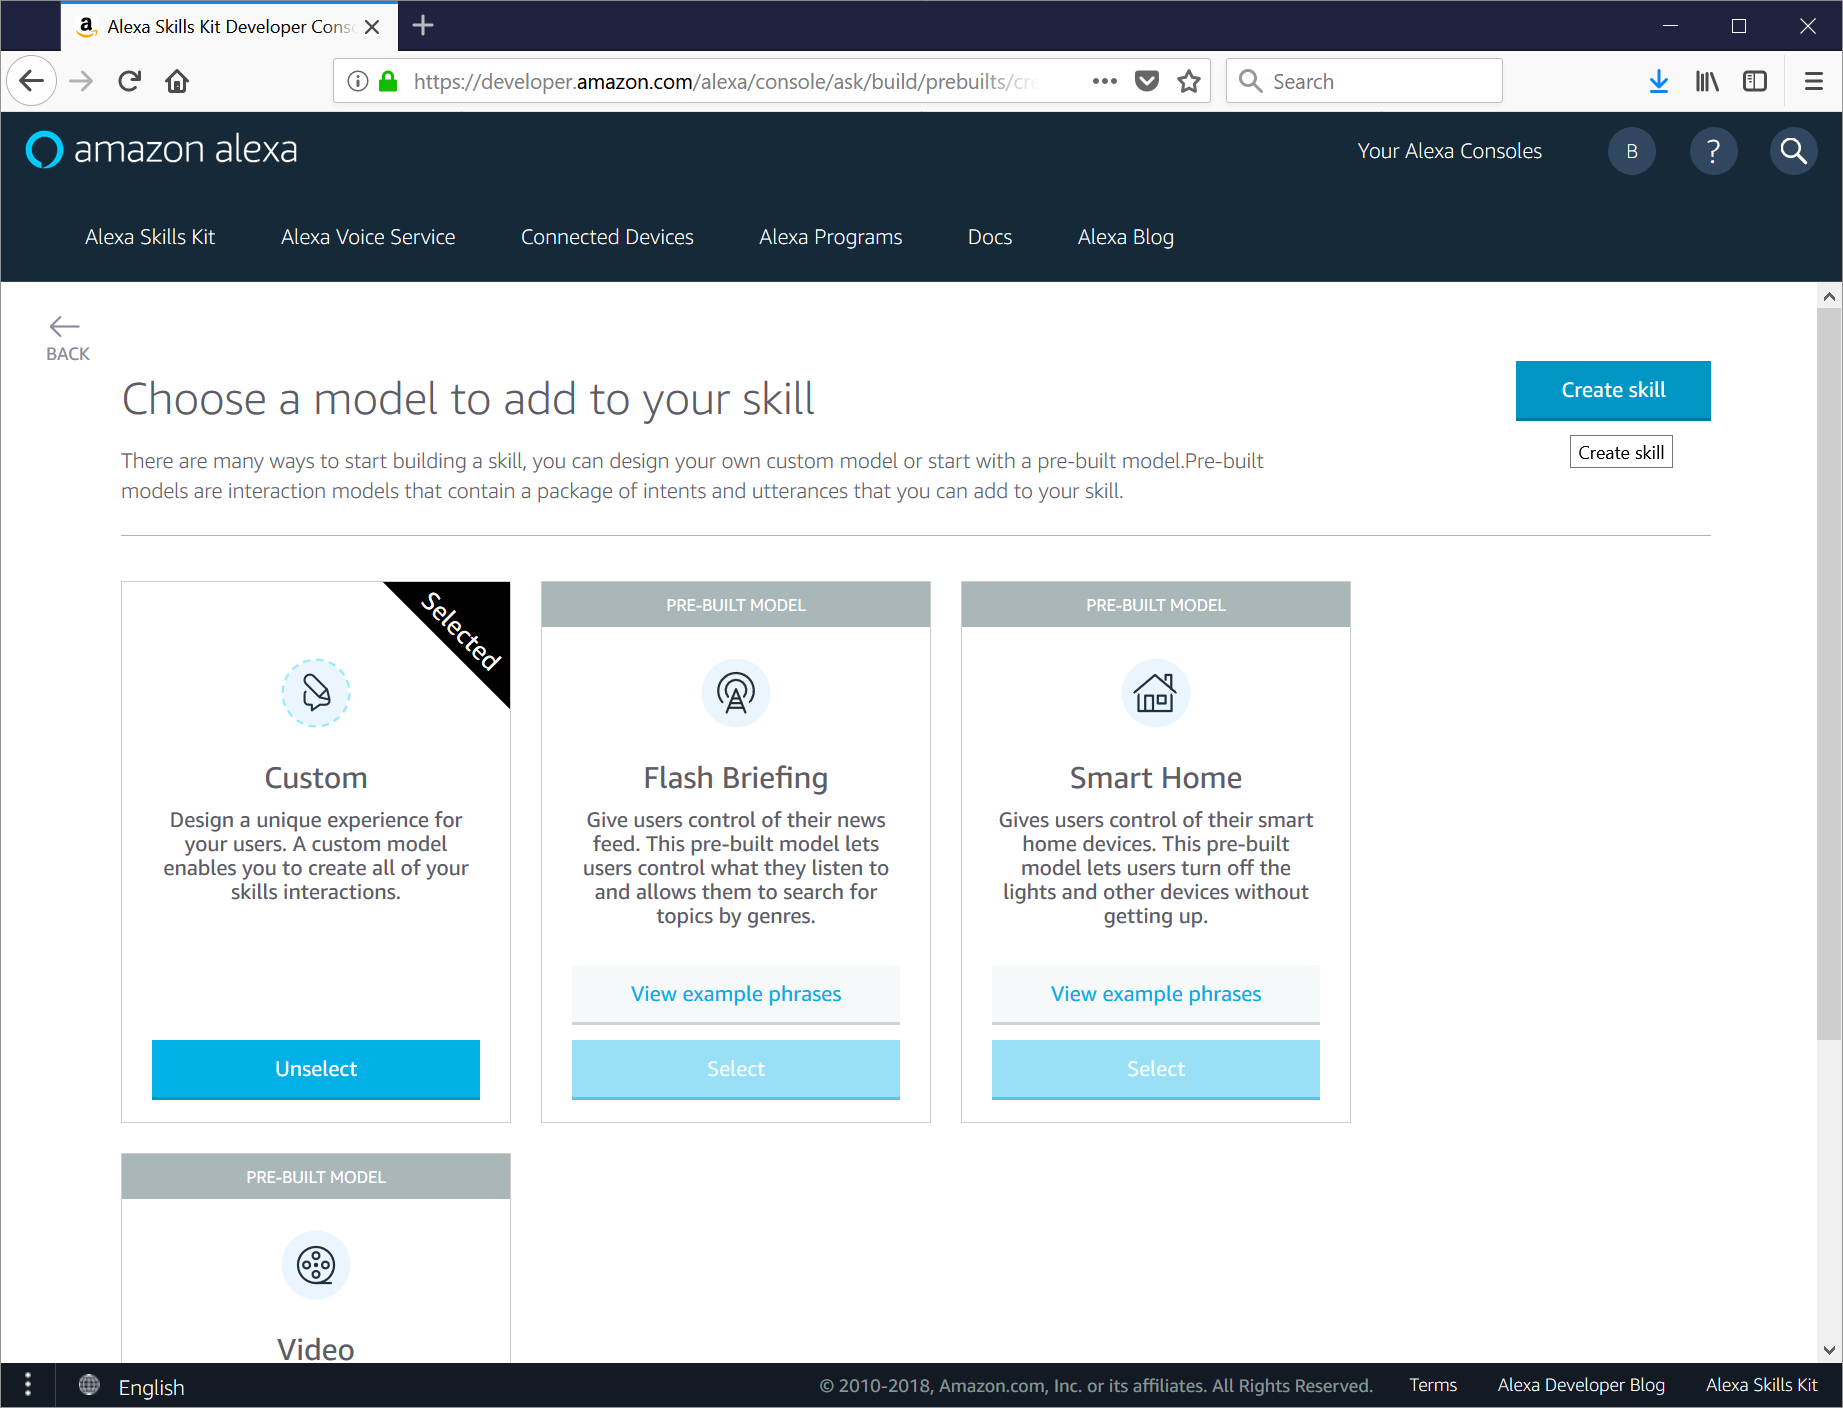 Alexa Skills Kit Developer Cons
https://developer.amazon.com/alexa/console/ask/build/prebuilts/cre
Search
amazon alexa
Your Alexa Consoles
B
?
Alexa Skills Kit
Alexa Voice Service
Connected Devices
Alexa Programs
Docs
Alexa Blog
BACK
Choose a model to add to your skill
Create skill
Create skill
There are many ways to start building a skill, you can design your own custom model or start with a pre-built model.Pre-built
models are interaction models that contain a package of intents and utterances that you can add to your skill.
Selected
Custom
Design a unique experience for
your users. A custom model
enables you to create all of your
skills interactions.
Unselect
PRE-BUILT MODEL
Flash Briefing
Give users control of their news
feed. This pre-built model lets
users control what they listen to
and allows them to search for
topics by genres.
View example phrases
Select
PRE-BUILT MODEL
Smart Home
Gives users control of their smart
home devices. This pre-built
model lets users turn off the
lights and other devices without
getting up.
View example phrases
Select
PRE-BUILT MODEL
Video
English
© 2010-2018, Amazon.com, Inc. or its affiliates. All Rights Reserved.
Terms
Alexa Developer Blog
Alexa Skills Kit